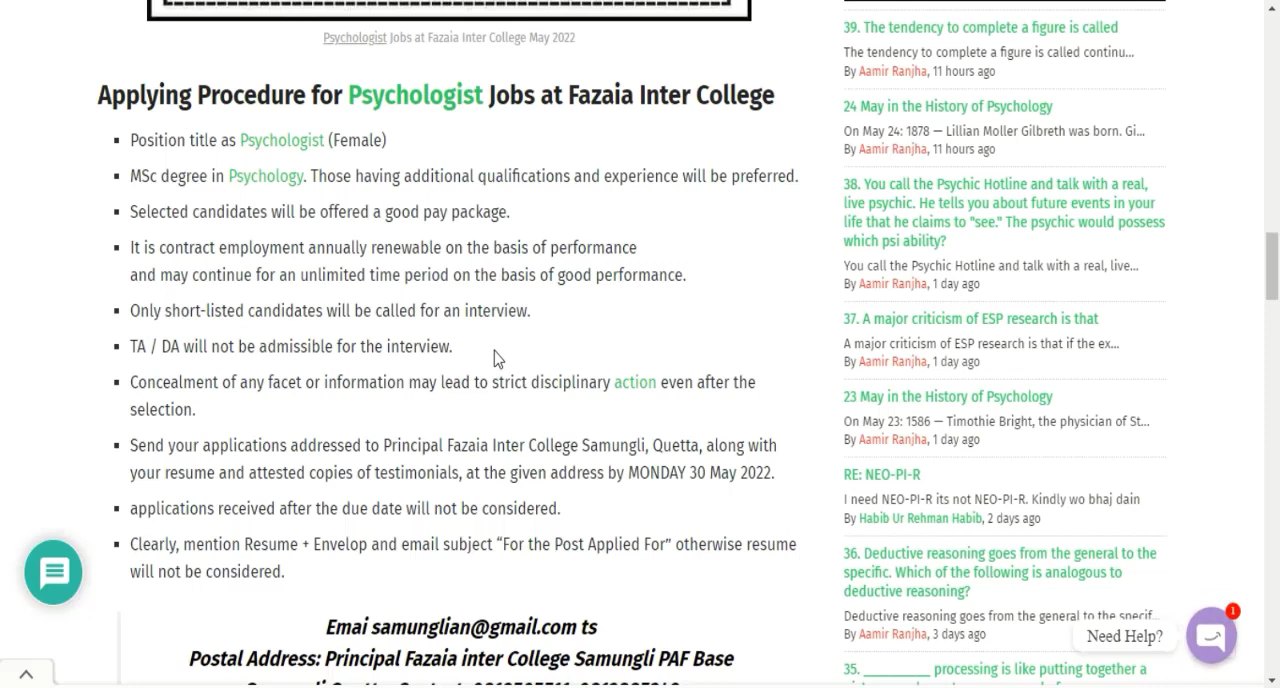 Psychologist Jobs at Fazaia Inter College May 2022
Applying Procedure for Psychologist Jobs at Fazaia Inter College
Position title as Psychologist (Female)
MSc degree in Psychology. Those having additional qualifications and experience will be preferred.
Selected candidates will be offered a good pay package.
It is contract employment annually renewable on the basis of performance
and may continue for an unlimited time period on the basis of good performance.
Only short-listed candidates will be called for an interview.
TA / DA will not be admissible for the interview.
Concealment of any facet or information may lead to strict disciplinary action even after the
selection.
Send your applications addressed to Principal Fazaia Inter College Samungli, Quetta, along with
your resume and attested copies of testimonials, at the given address by MONDAY 30 May 2022.
applications received after the due date will not be considered.
Clearly, mention Resume + Envelop and email subject “For the Post Applied For” otherwise resume
will not be considered.
Emai samunglian@gmail.com ts
Postal Address: Principal Fazaia inter College Samungli PAF Base
39. The tendency to complete a figure is called
The tendency to complete a figure is called continu...
By Aamir Ranjha, 11 hours ago
24 May in the History of Psychology
On May 24: 1878 — Lillian Moller Gilbreth was born. Gi...
By Aamir Ranjha, 11 hours ago
38. You call the Psychic Hotline and talk with a real,
live psychic. He tells you about future events in your
life that he claims to "see." The psychic would possess
which psi ability?
You call the Psychic Hotline and talk with a real, live...
By Aamir Ranjha, 1 day ago
37. A major criticism of ESP research is that
A major criticism of ESP research is that if the ex...
By Aamir Ranjha, 1 day ago
23 May in the History of Psychology
On May 23: 1586 — Timothie Bright, the physician of St...
By Aamir Ranjha, 1 day ago
RE: NEO-PI-R
I need NEO-PI-R its not NEO-PI-R. Kindly wo bhaj dain
By Habib Ur Rehman Habib, 2 days ago
36. Deductive reasoning goes from the general to the
specific. Which of the following is analogous to
deductive reasoning?
Deductive reasoning goes from the general to the specif...
By Aamir Ranjha, 3 days ago
Need Help?
1
35. __________ processing is like putting together a